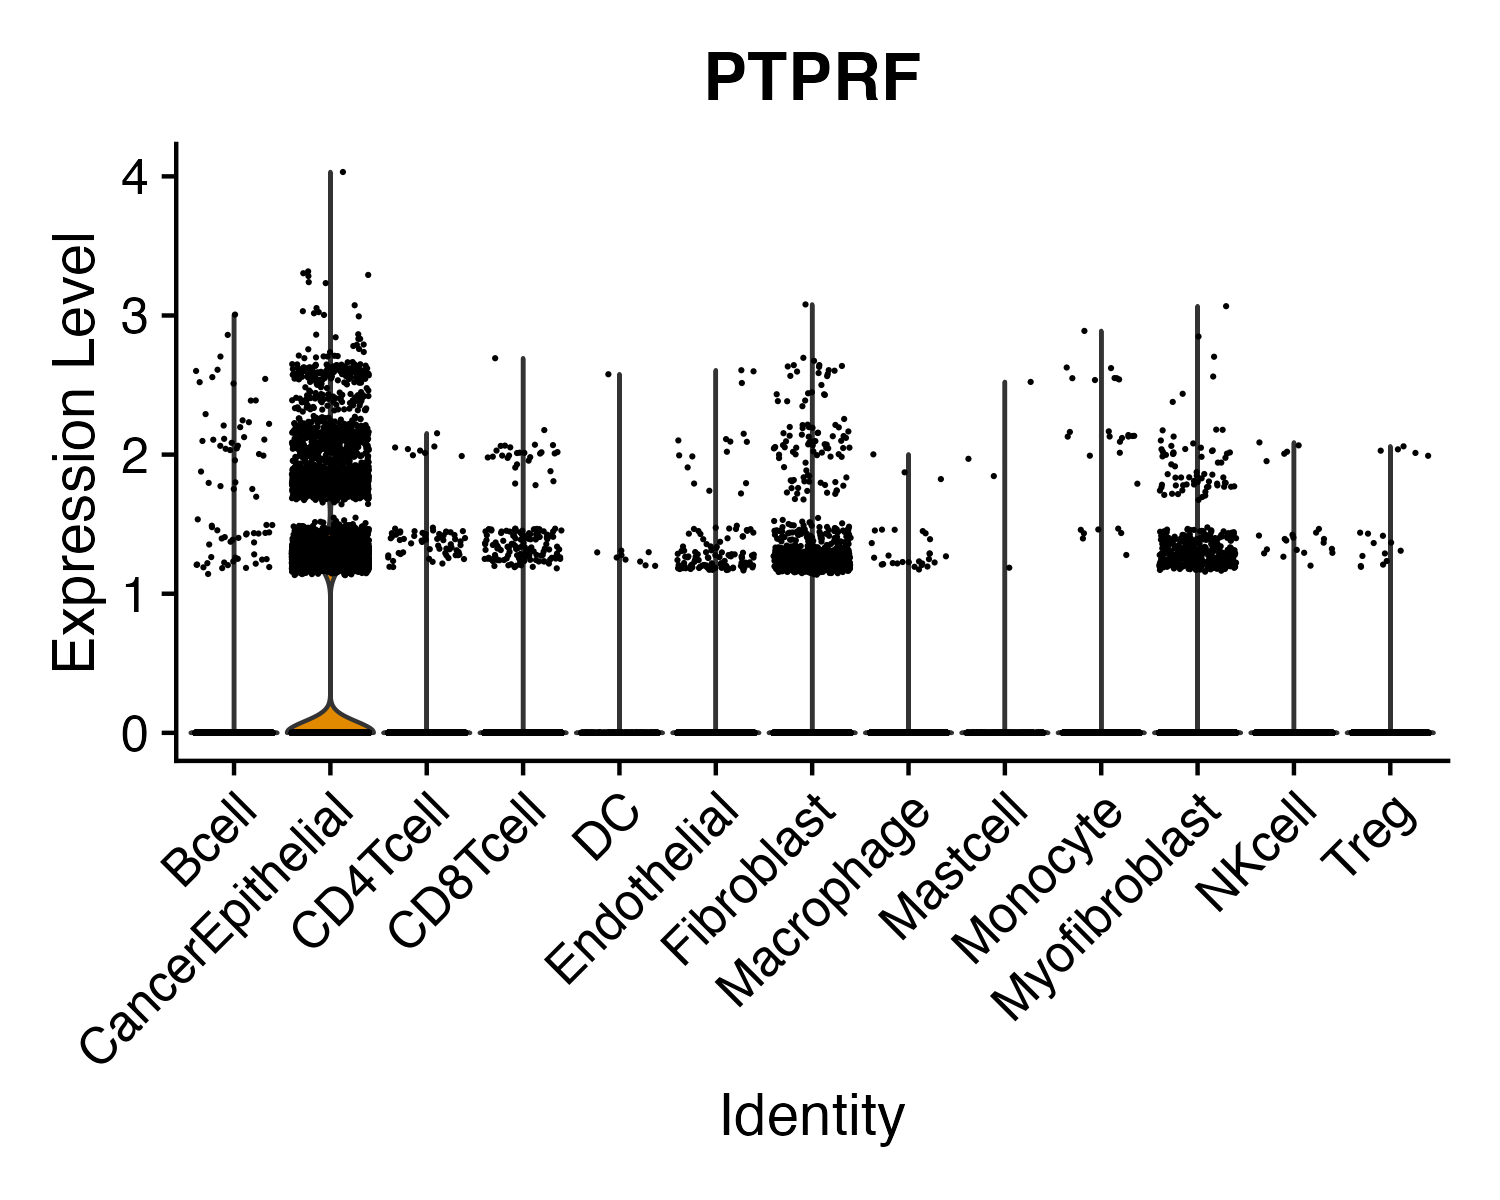 PTPRF
Expression Level
4
3
2
1
0
Bcell
CancerEpithelial
CD4Tcell
CD8Tcell
DC
Endothelial
Fibroblast
Macrophage
Mastcell
Monocyte
Myofibroblast
NKcell
Treg
Identity